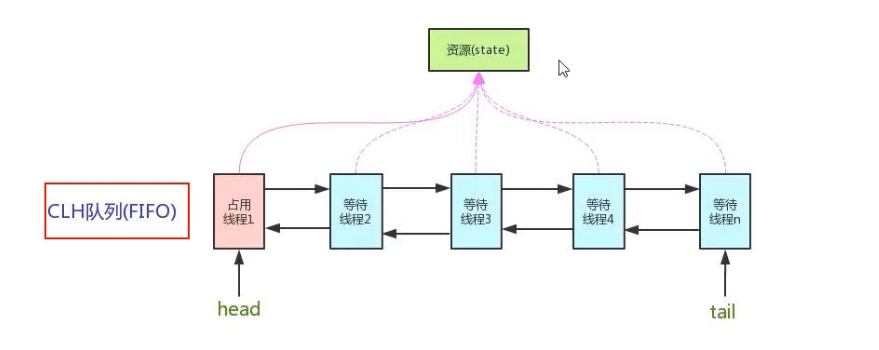 资源(state)
CLH队列(FIFO)
占用
线程1
等待
线程2
等待
线程3
等待
线程4
等待
线程n
head
tail